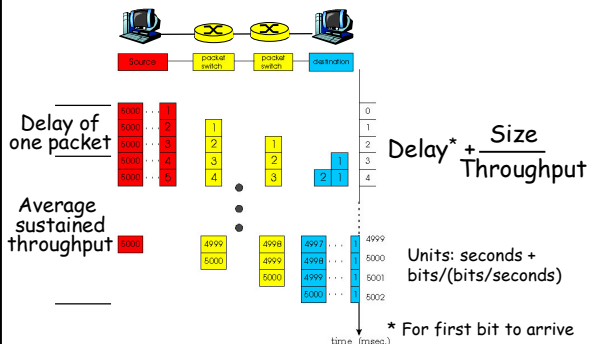 Source
packet switch
packet switch
destination
Delay of
one packet
5000 ... 1
5000 ... 2
5000 ... 3
5000 ... 4
5000 ... 5
1
2
3
4
1
2
3
1
2 1
0
1
2
3
4
Delay* + Size
Throughput
Average
sustained
throughput
5000
4999
5000
4998
4999
5000
4997 ... 1
4998 ... 1
4999 ... 1
5000 ... 1
4999
5000
5001
5002
Units: seconds +
bits/(bits/seconds)
* For first bit to arrive
time (msec.)